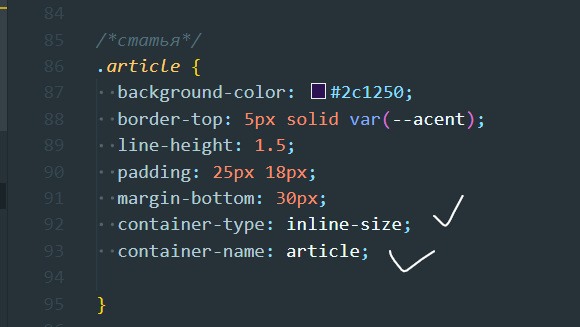 84
85 /*статья*/
86 .article {
87 background-color: #2c1250;
88 border-top: 5px solid var(--acent);
89 line-height: 1.5;
90 padding: 25px 18px;
91 margin-bottom: 30px;
92 container-type: inline-size;
93 container-name: article;
94
95 }